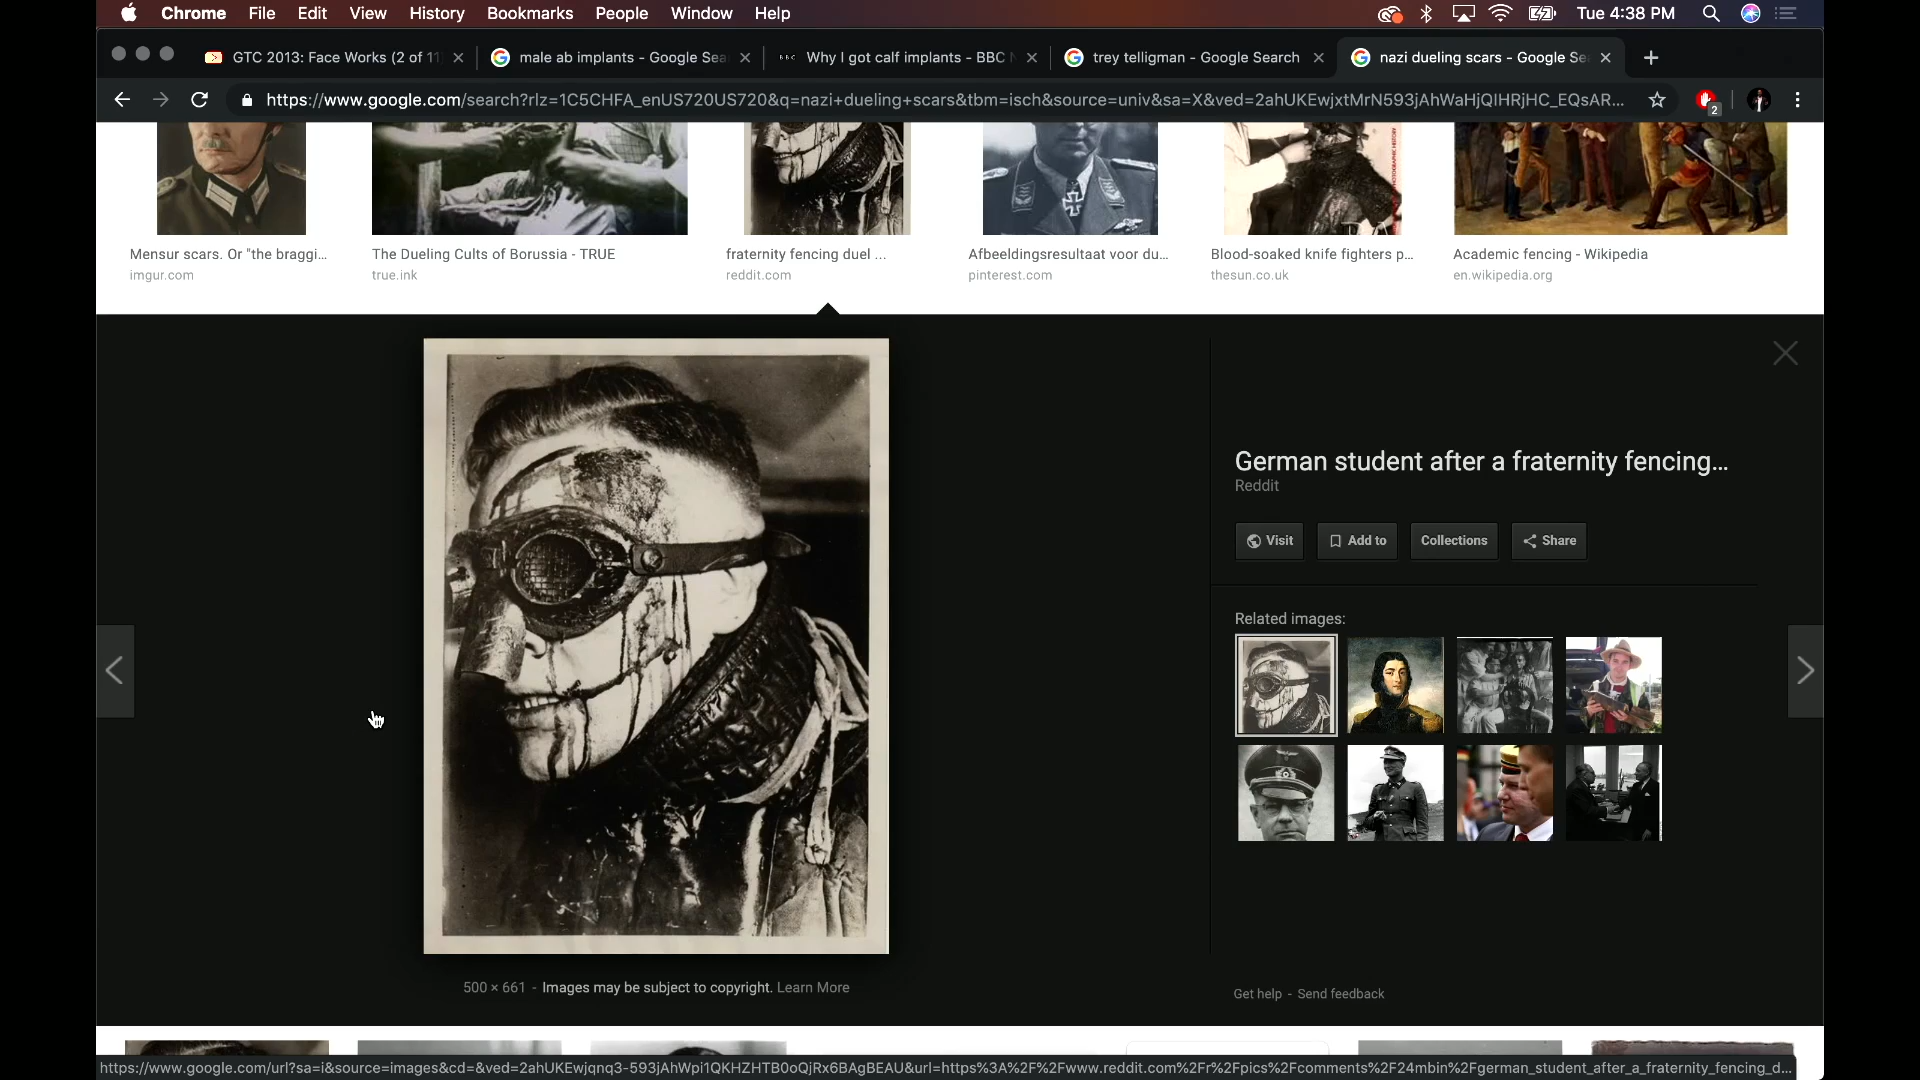 Chrome File Edit View History Bookmarks People Window Help Tue 4:38 PM
GTC 2013: Face Works (2 of 11 male ab implants - Google Sea BBC Why I got calf implants - BBC N trey telligman - Google Search nazi dueling scars - Google Se
https://www.google.com/search?rlz=1C5CHFA_enUS720US720&q=nazi+dueling+scars&tbm=isch&source=univ&sa=X&ved=2ahUKEwjxtMrN593jAhWaHjQIHRjHC_EQsAR... 2
PHOTOGRAPHIC HISTORY
Mensur scars. Or "the braggi... The Dueling Cults of Borussia - TRUE fraternity fencing duel ... Afbeeldingsresultaat voor du... Blood-soaked knife fighters p... Academic fencing - Wikipedia
imgur.com true.ink reddit.com pinterest.com thesun.co.uk en.wikipedia.org
German student after a fraternity fencing...
Reddit
Visit Add to Collections Share
Related images:
500 × 661 - Images may be subject to copyright. Learn More
Get help - Send feedback
https://www.google.com/url?sa=i&source=images&cd=&ved=2ahUKEwjqnq3-593jAhWpi1QKHZHTB0oQjRx6BAgBEAU&url=https%3A%2F%2Fwww.reddit.com%2Fr%2Fpics%2Fcomments%2F24mbin%2Fgerman_student_after_a_fraternity_fencing_d...